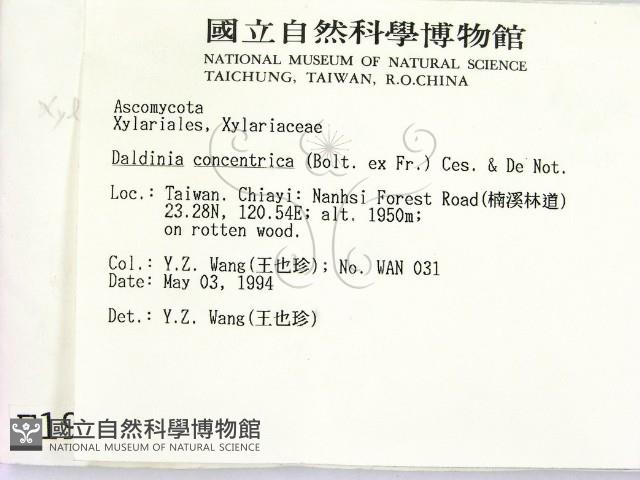 國立自然科學博物館
NATIONAL MUSEUM OF NATURAL SCIENCE
TAICHUNG, TAIWAN, R.O.CHINA
Xyl
Ascomycota
Xylariales, Xylariaceae
Daldinia concentrica (Bolt. ex Fr.) Ces. & De Not.
Loc.: Taiwan. Chiayi: Nanhsi Forest Road(楠溪林道)
23.28N, 120.54E; alt. 1950m;
on rotten wood.
Col.: Y.Z. Wang(王也珍); No. WAN 031
Date: May 03, 1994
Det.: Y.Z. Wang(王也珍)
國立自然科學博物館
NATIONAL MUSEUM OF NATURAL SCIENCE